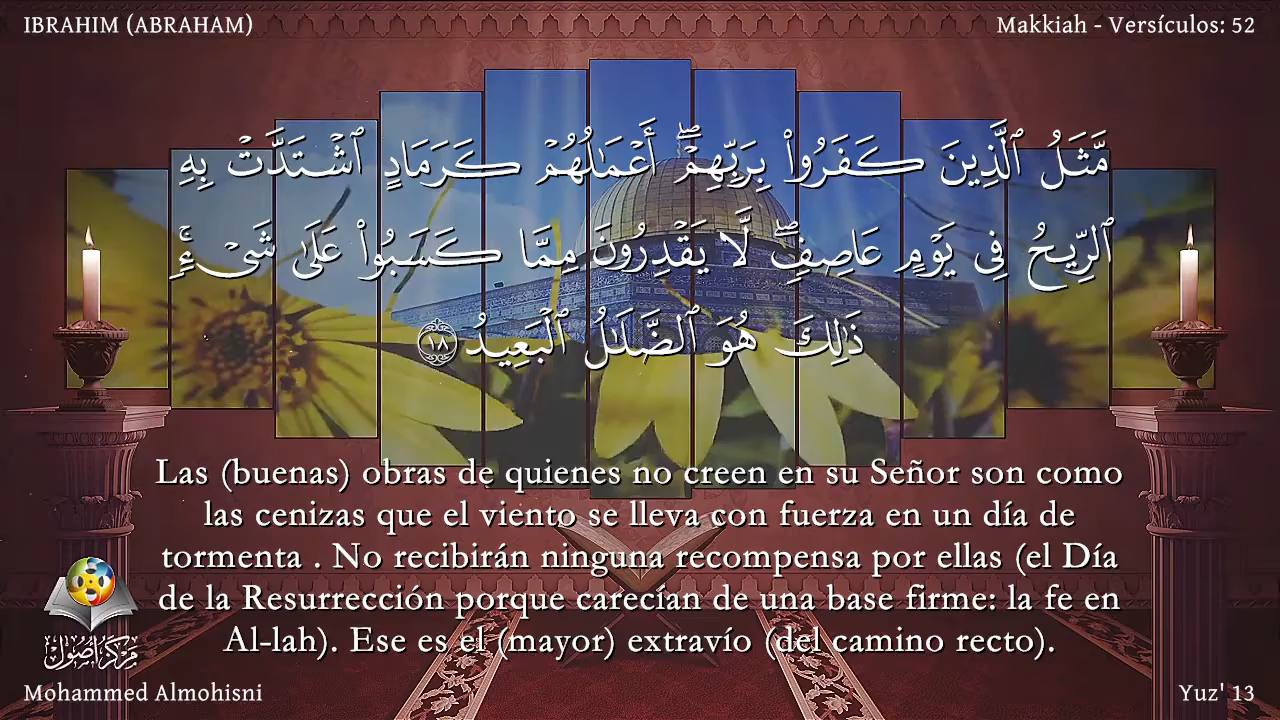 IBRAHIM (ABRAHAM)
Makkiah - Versículos: 52
مَّثَلُ ٱلَّذِينَ كَفَرُواْ بِرَبِّهِمۡۖ أَعۡمَٰلُهُمۡ كَرَمَادٍ ٱشۡتَدَّتۡ بِهِ
ٱلرِّيحُ فِي يَوۡمٍ عَاصِفٖۖ لَّا يَقۡدِرُونَ مِمَّا كَسَبُواْ عَلَىٰ شَيۡءٖۚ
ذَٰلِكَ هُوَ ٱلضَّلَٰلُ ٱلۡبَعِيدُ ١٨
Las (buenas) obras de quienes no creen en su Señor son como
las cenizas que el viento se lleva con fuerza en un día de
tormenta . No recibirán ninguna recompensa por ellas (el Día
de la Resurrección porque carecían de una base firme: la fe en
Al-lah). Ese es el (mayor) extravío (del camino recto).
مركز أصول
Mohammed Almohisni
Yuz' 13